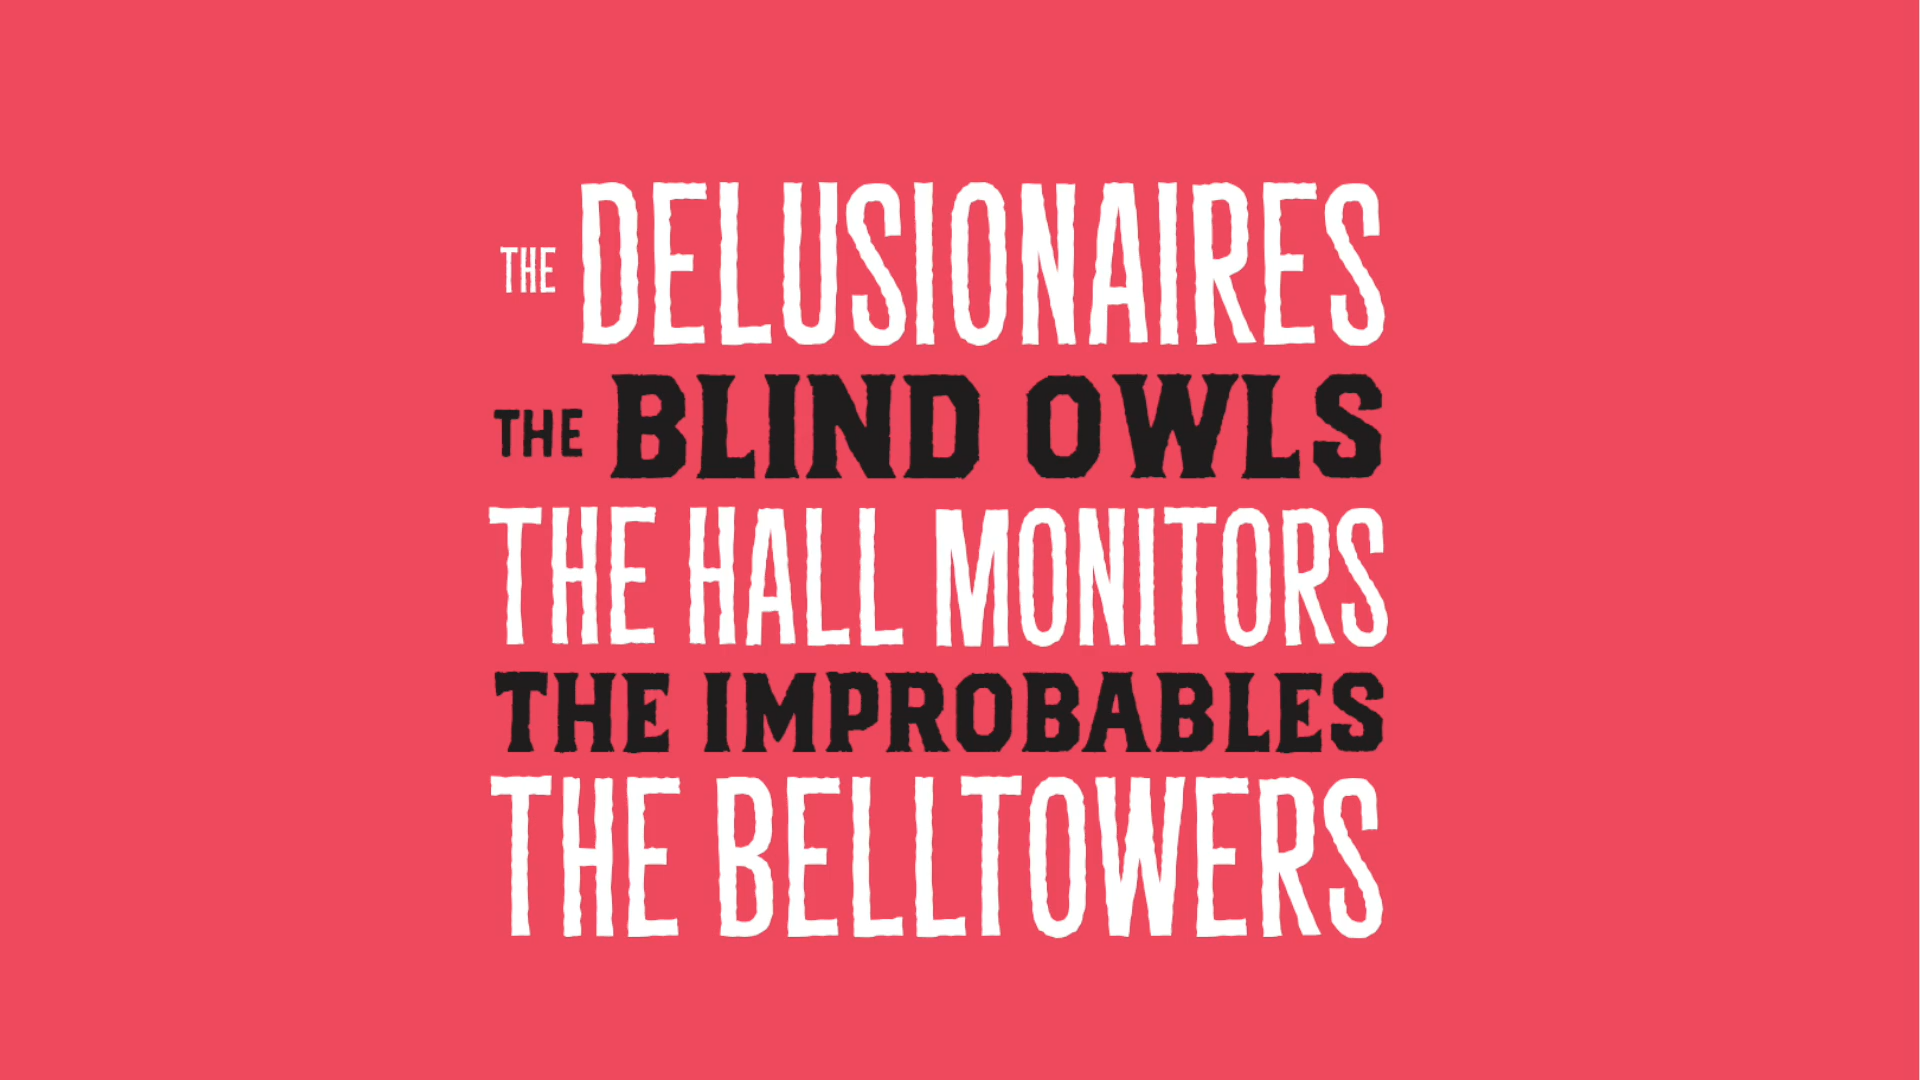 THE DELUSIONAIRES
THE BLIND OWLS
THE HALL MONITORS
THE IMPROBABLES
THE BELLTOWERS